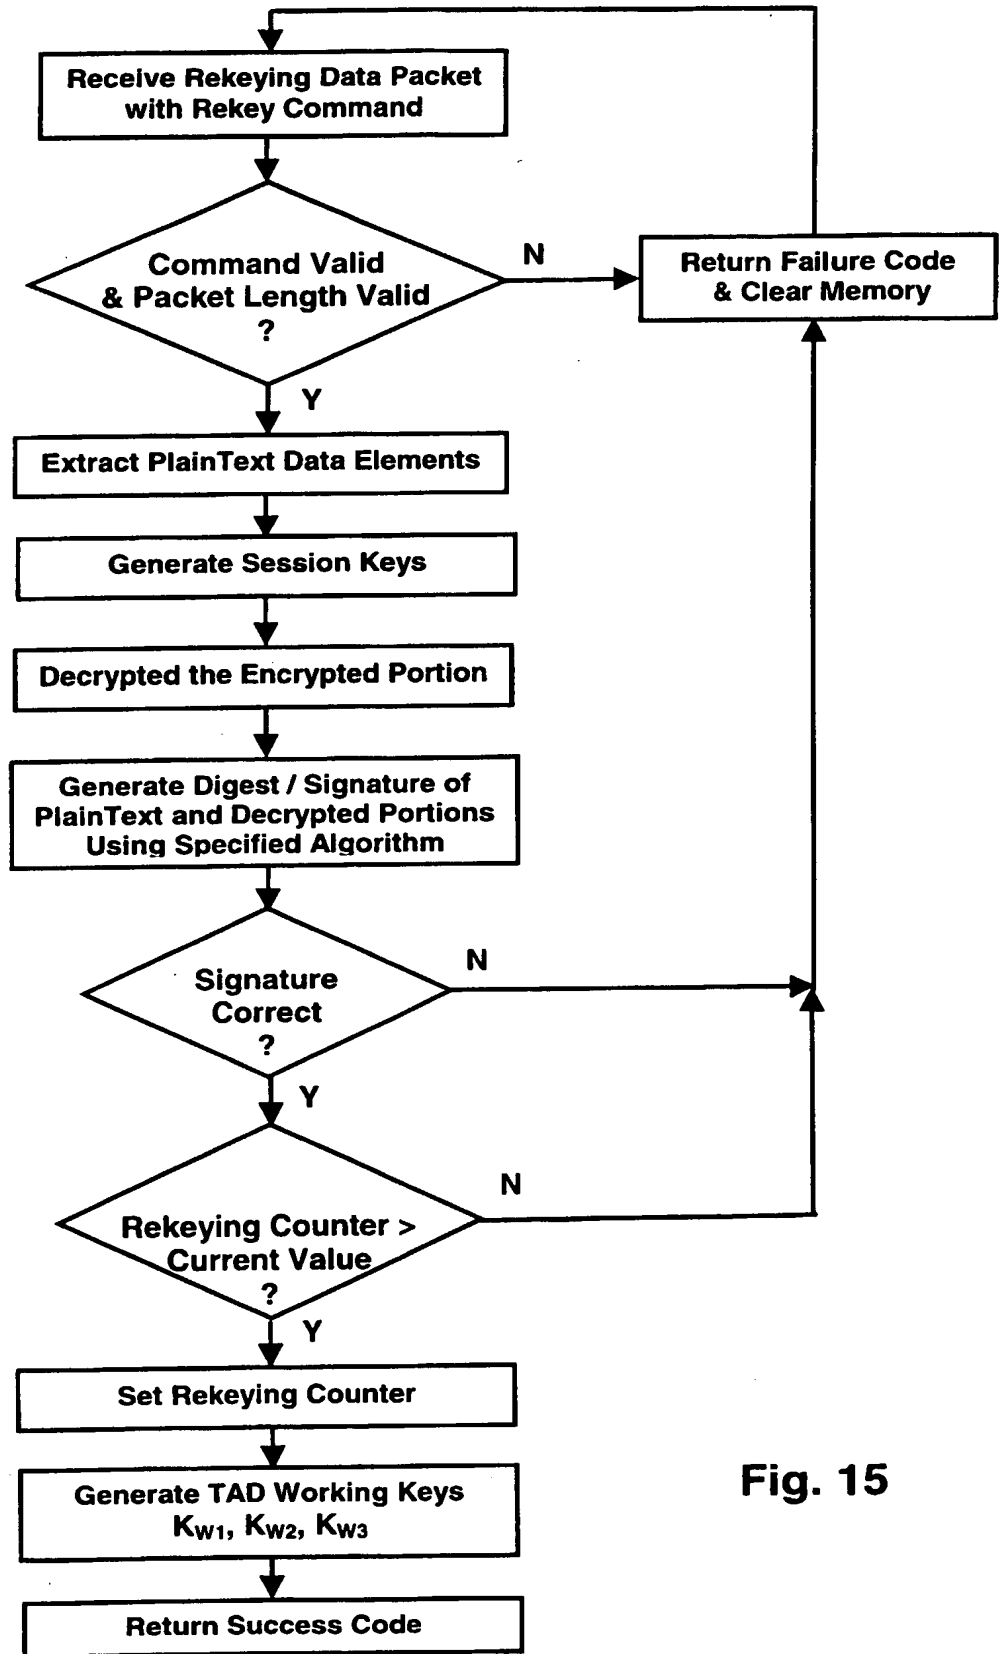 Receive Rekeying Data Packet
with Rekey Command
Command Valid
& Packet Length Valid
?
N
Return Failure Code
& Clear Memory
Y
Extract PlainText Data Elements
Generate Session Keys
Decrypted the Encrypted Portion
Generate Digest / Signature of
PlainText and Decrypted Portions
Using Specified Algorithm
Signature
Correct
?
N
Y
Rekeying Counter >
Current Value
?
N
Y
Set Rekeying Counter
Generate TAD Working Keys
KW1, KW2, KW3
Return Success Code
Fig. 15